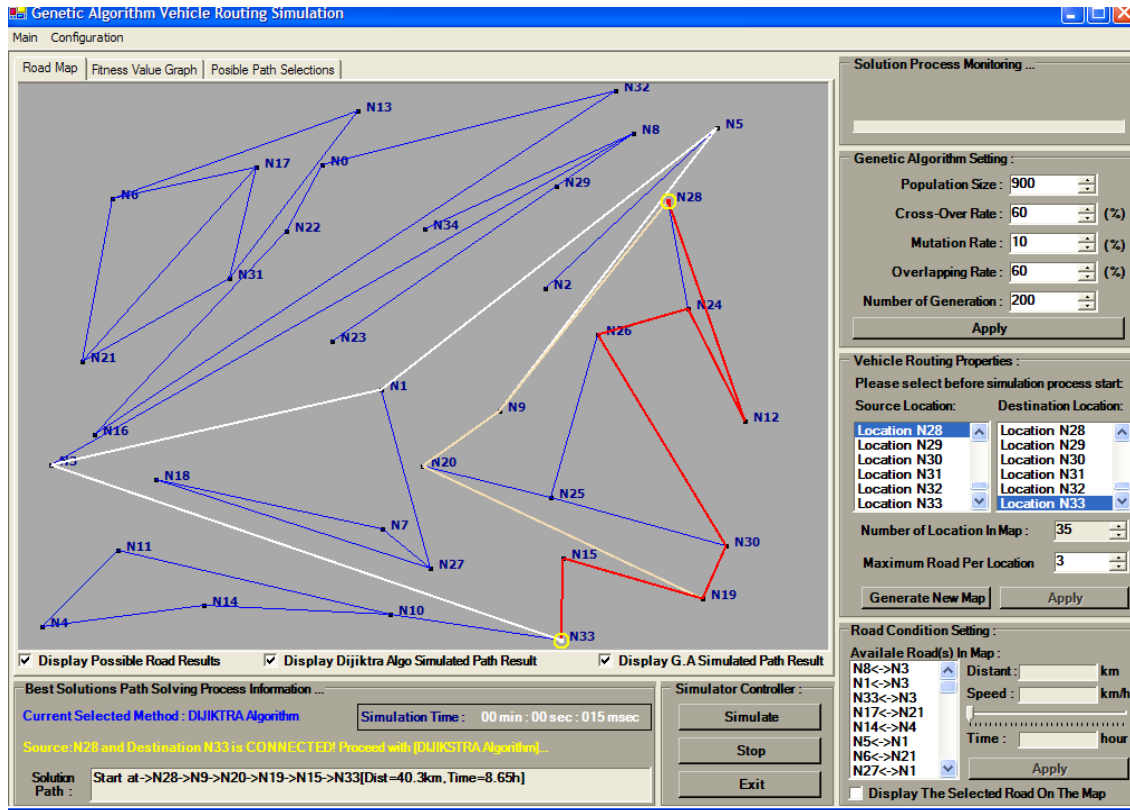 Genetic Algorithm Vehicle Routing Simulation
Main Configuration
Road Map Fitness Value Graph Posible Path Selections
N32
N13
N8
N5
N17
N0
N29
N28
N6
N34
N22
N31
N2
N24
N26
N23
N21
N1
N9
N12
N16
N3
N20
N18
N25
N7
N30
N11
N15
N27
N19
N14
N10
N4
N33
Display Possible Road Results Display Dijiktra Algo Simulated Path Result Display G.A Simulated Path Result
Best Solutions Path Solving Process Information ...
Current Selected Method : DIJIKTRA Algorithm
Simulation Time : 00 min : 00 sec : 015 msec
Source:N28 and Destination N33 is CONNECTED! Proceed with [DIJIKSTRA Algorithm]...
Solution Path : Start at->N28->N9->N20->N19->N15->N33[Dist=40.3km,Time=8.65h]
Simulator Controller :
Simulate
Stop
Exit
Solution Process Monitoring ...
Genetic Algorithm Setting :
Population Size : 900
Cross-Over Rate : 60 (%)
Mutation Rate : 10 (%)
Overlapping Rate : 60 (%)
Number of Generation : 200
Apply
Vehicle Routing Properties :
Please select before simulation process start:
Source Location: Destination Location:
Location N28 Location N28
Location N29 Location N29
Location N30 Location N30
Location N31 Location N31
Location N32 Location N32
Location N33 Location N33
Number of Location In Map : 35
Maximum Road Per Location 3
Generate New Map Apply
Road Condition Setting :
Availale Road(s) In Map :
N8<->N3
N1<->N3
N33<->N3
N17<->N21
N14<->N4
N5<->N1
N6<->N21
N27<->N1
Distant : km
Speed : km/h
Time : hour
Apply
Display The Selected Road On The Map